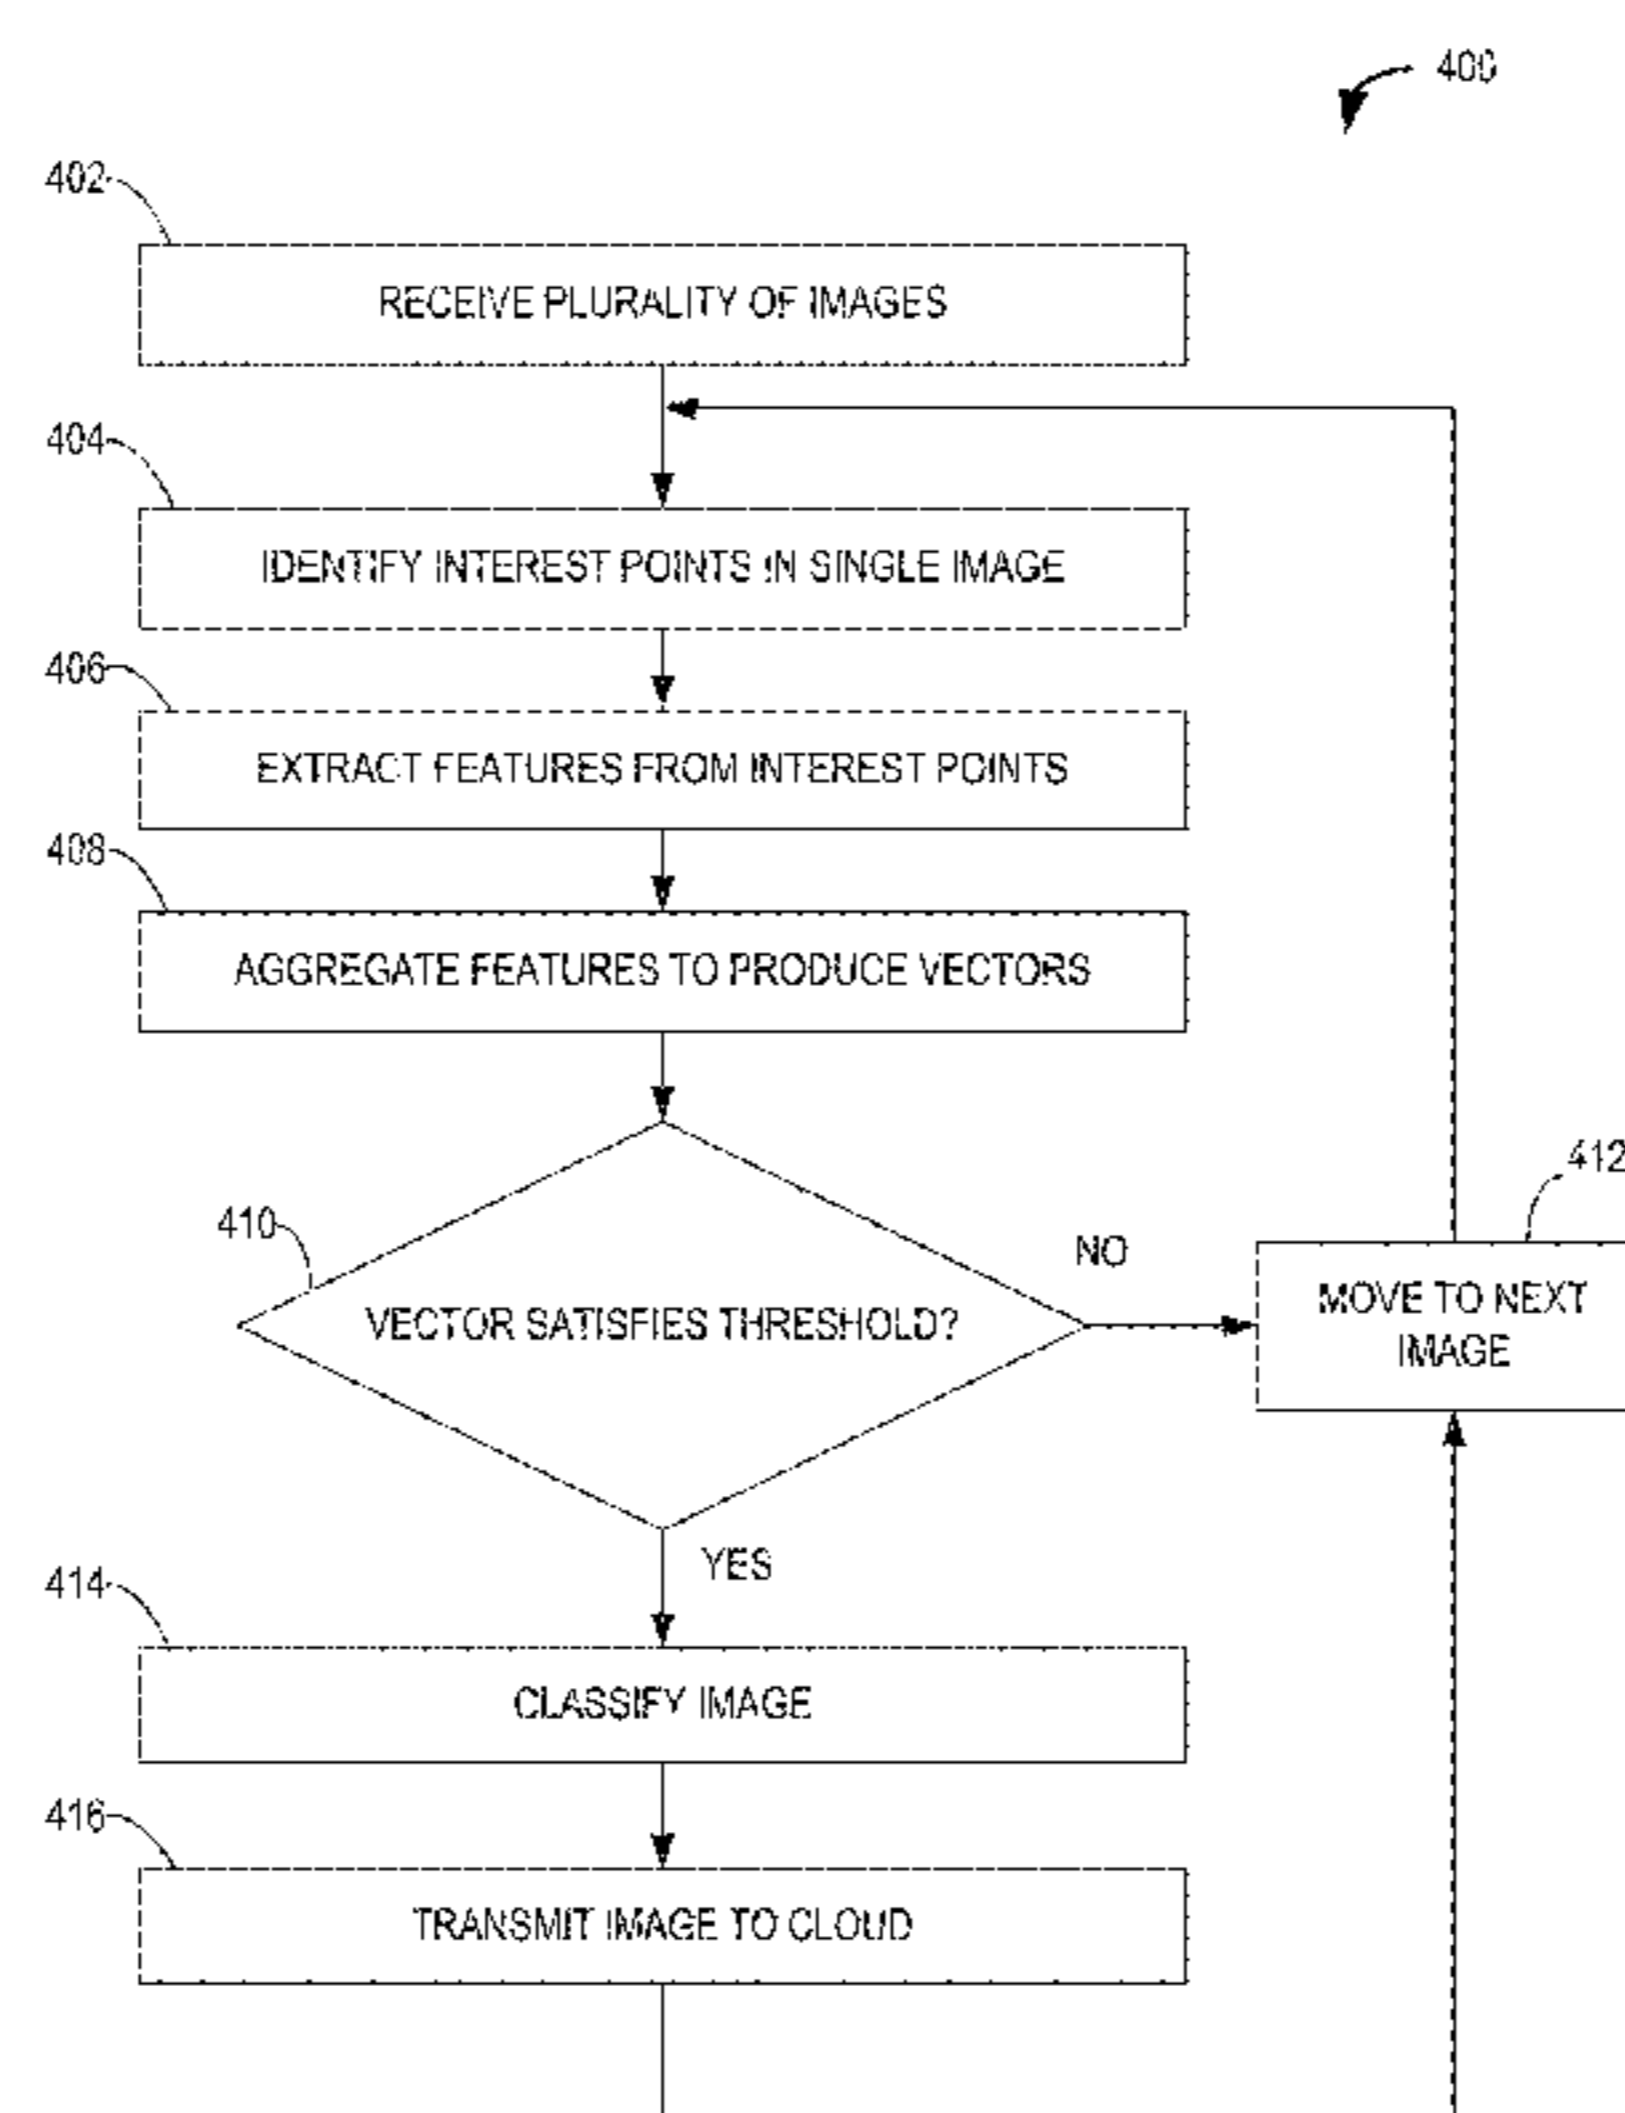 400
402
RECEIVE PLURALITY OF IMAGES
404
IDENTIFY INTEREST POINTS IN SINGLE IMAGE
406
EXTRACT FEATURES FROM INTEREST POINTS
408
AGGREGATE FEATURES TO PRODUCE VECTORS
410
VECTOR SATISFIES THRESHOLD?
NO
412
MOVE TO NEXT
IMAGE
YES
414
CLASSIFY IMAGE
416
TRANSMIT IMAGE TO CLOUD